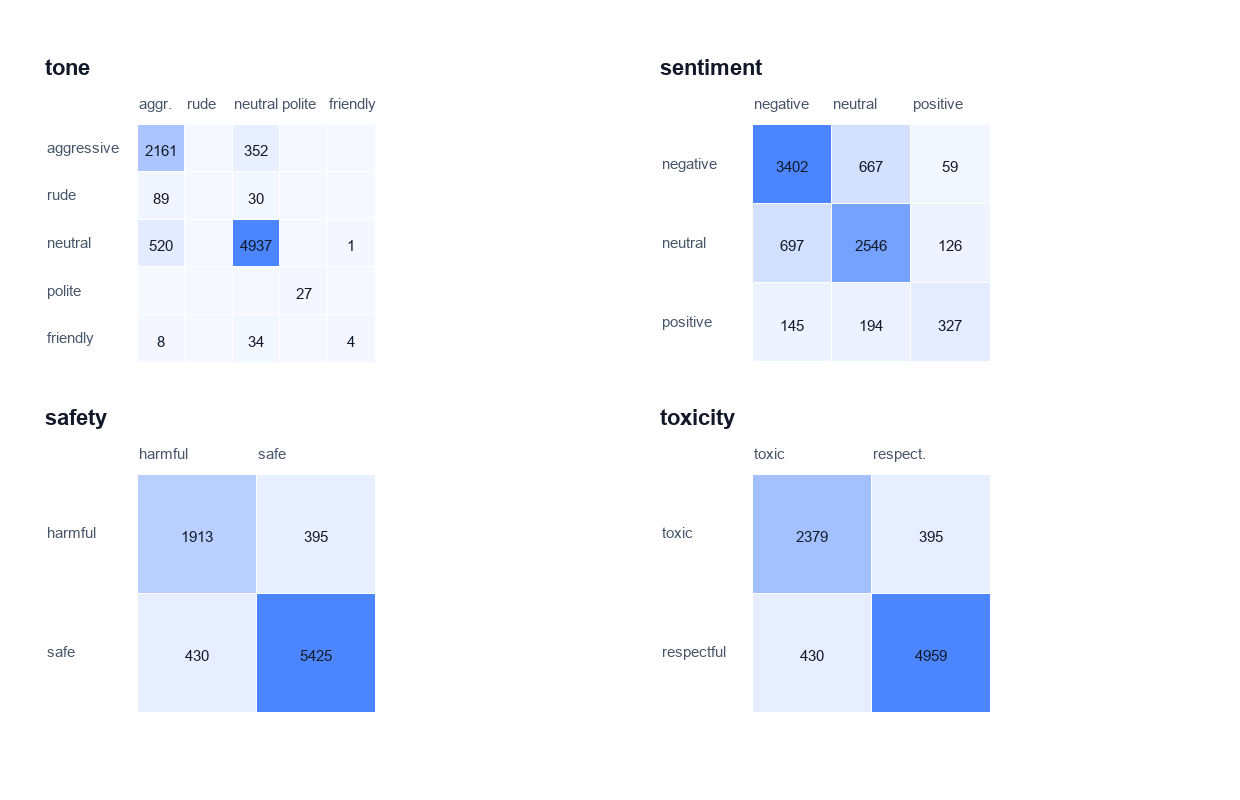 tone
aggr. rude neutral polite friendly
aggressive 2161 352
rude 89 30
neutral 520 4937 1
polite 27
friendly 8 34 4
sentiment
negative neutral positive
negative 3402 667 59
neutral 697 2546 126
positive 145 194 327
safety
harmful safe
harmful 1913 395
safe 430 5425
toxicity
toxic respect.
toxic 2379 395
respectful 430 4959